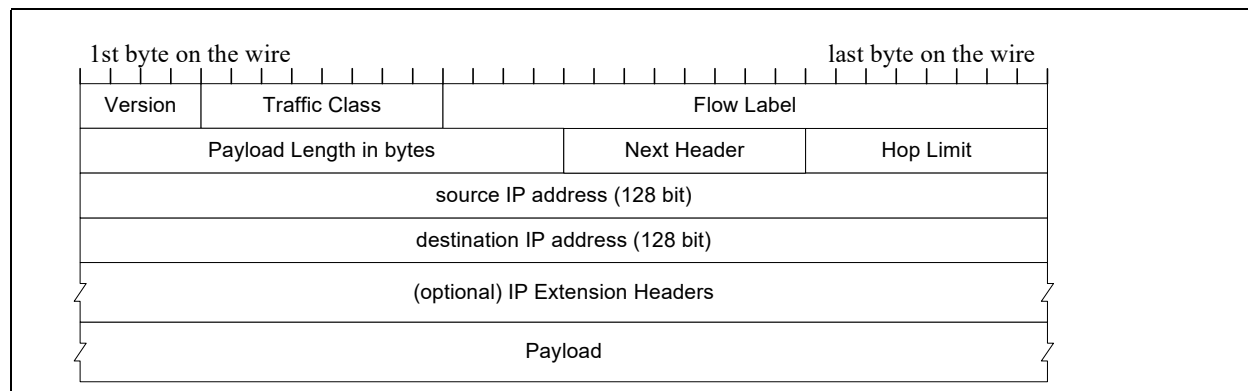 1st byte on the wire last byte on the wire
Version Traffic Class Flow Label
Payload Length in bytes Next Header Hop Limit
source IP address (128 bit)
destination IP address (128 bit)
(optional) IP Extension Headers
Payload